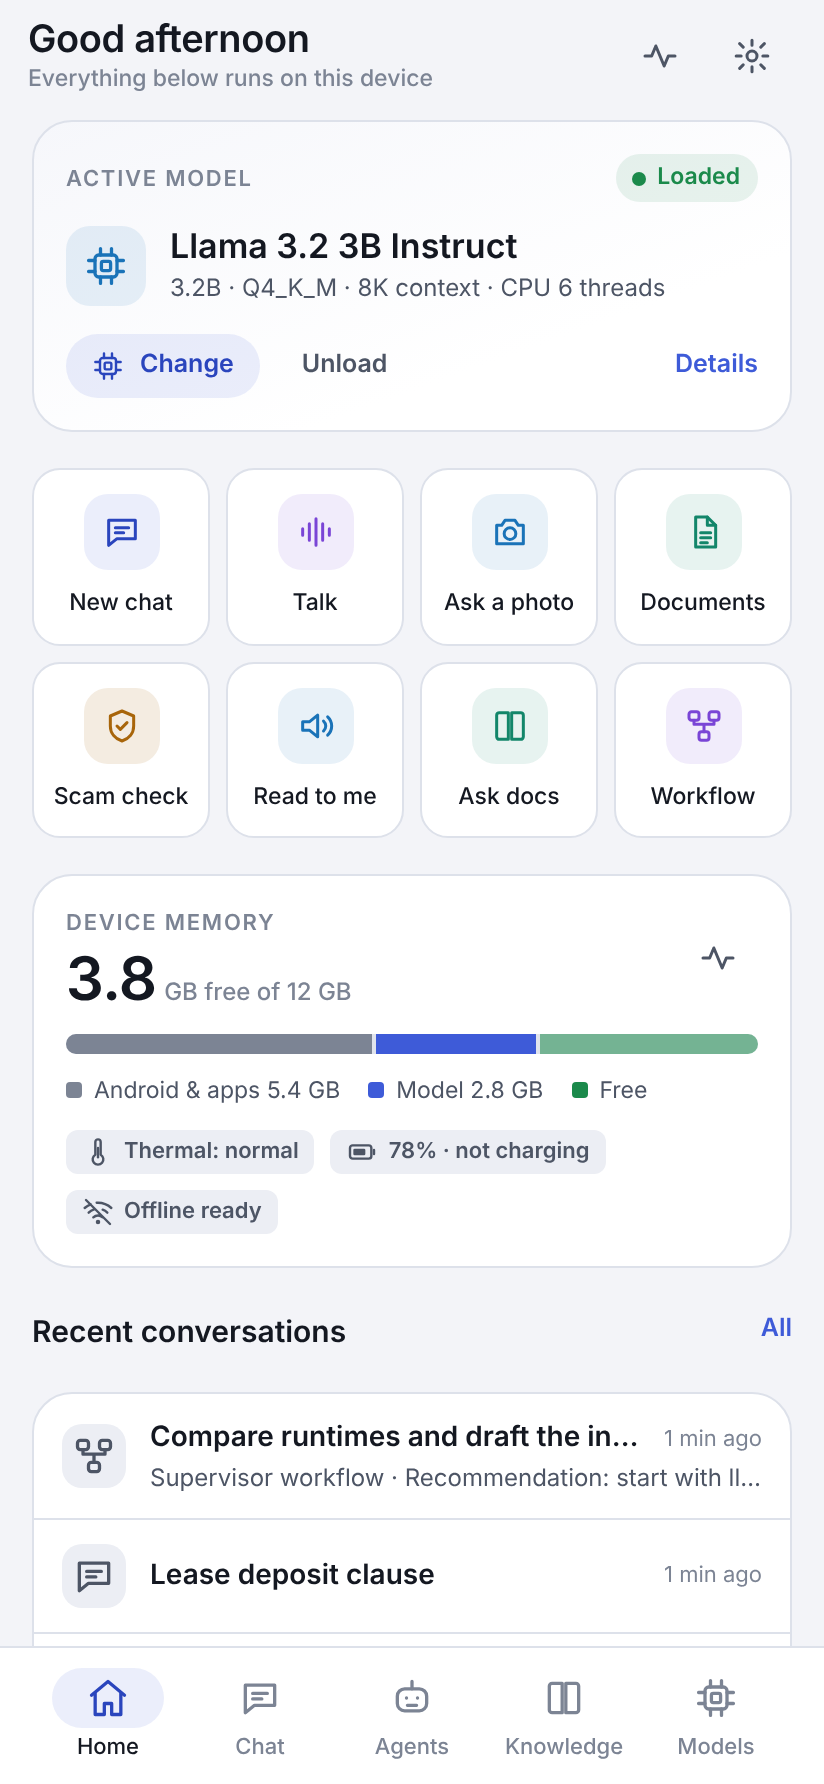 Good afternoon
Everything below runs on this device
ACTIVE MODEL
Loaded
Llama 3.2 3B Instruct
3.2B · Q4_K_M · 8K context · CPU 6 threads
Change
Unload
Details
New chat
Talk
Ask a photo
Documents
Scam check
Read to me
Ask docs
Workflow
DEVICE MEMORY
3.8 GB free of 12 GB
Android & apps 5.4 GB
Model 2.8 GB
Free
Thermal: normal
78% · not charging
Offline ready
Recent conversations
All
Compare runtimes and draft the in...
1 min ago
Supervisor workflow · Recommendation: start with ll...
Lease deposit clause
1 min ago
Home
Chat
Agents
Knowledge
Models